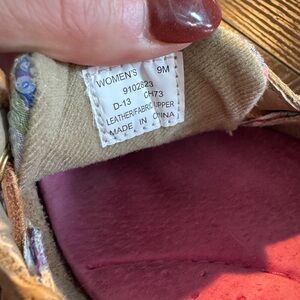 WOMEN'S 9M
9102823
D-13 CH73
LEATHER/FABRIC UPPER
MADE IN CHINA